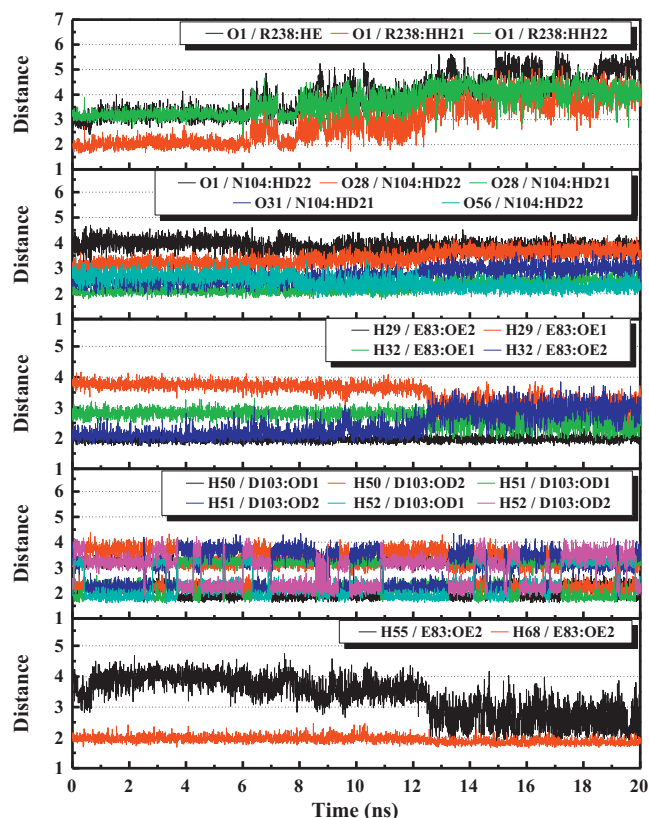 7
O1 / R238:HE O1 / R238:HH21 O1 / R238:HH22
6
5
4
3
2
1
Distance
O1 / N104:HD22 O28 / N104:HD22 O28 / N104:HD21
O31 / N104:HD21 O56 / N104:HD22
6
5
4
3
2
1
Distance
H29 / E83:OE2 H29 / E83:OE1
H32 / E83:OE1 H32 / E83:OE2
5
4
3
2
1
Distance
H50 / D103:OD1 H50 / D103:OD2 H51 / D103:OD1
H51 / D103:OD2 H52 / D103:OD1 H52 / D103:OD2
6
5
4
3
2
1
Distance
H55 / E83:OE2 H68 / E83:OE2
5
4
3
2
1
Distance
0 2 4 6 8 10 12 14 16 18 20
Time (ns)